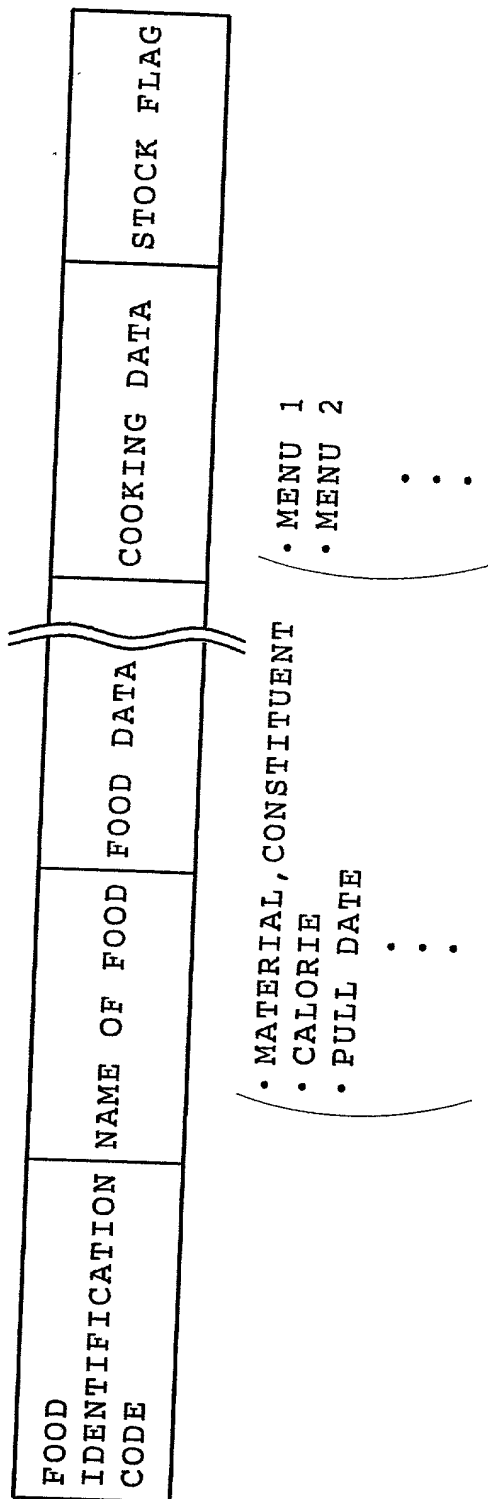 FOOD
IDENTIFICATION
CODE
NAME OF FOOD
FOOD DATA
COOKING DATA
STOCK FLAG
• MATERIAL, CONSTITUENT
• CALORIE
• PULL DATE
• MENU 1
• MENU 2